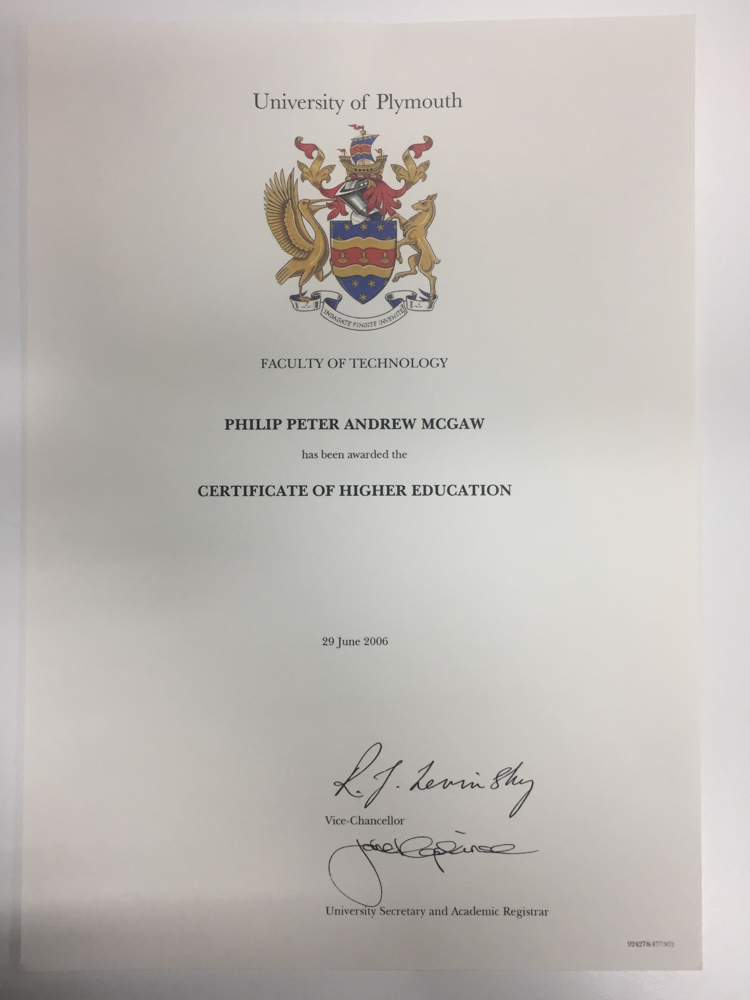 University of Plymouth
INDAGATE FINGITE INVENITE
FACULTY OF TECHNOLOGY
PHILIP PETER ANDREW MCGAW
has been awarded the
CERTIFICATE OF HIGHER EDUCATION
29 June 2006
R. J. Levinsky
Vice-Chancellor
University Secretary and Academic Registrar
924278/477362